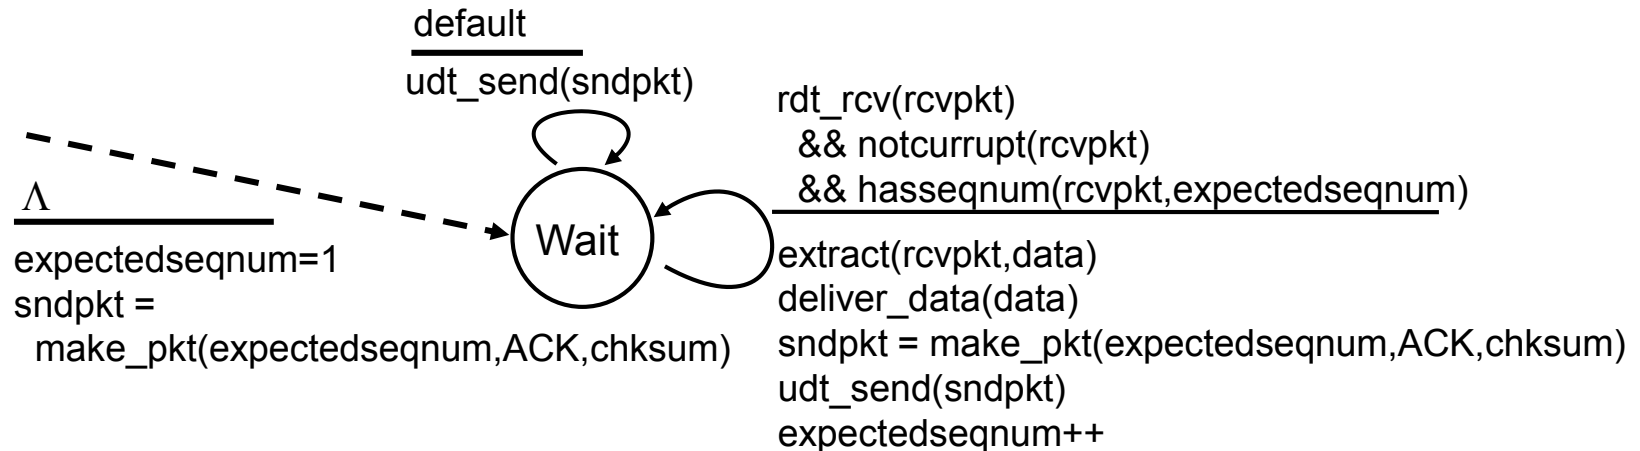 default
udt_send(sndpkt)
Λ
expectedseqnum=1
sndpkt =
make_pkt(expectedseqnum,ACK,chksum)
Wait
rdt_rcv(rcvpkt)
&& notcurrupt(rcvpkt)
&& hasseqnum(rcvpkt,expectedseqnum)
extract(rcvpkt,data)
deliver_data(data)
sndpkt = make_pkt(expectedseqnum,ACK,chksum)
udt_send(sndpkt)
expectedseqnum++